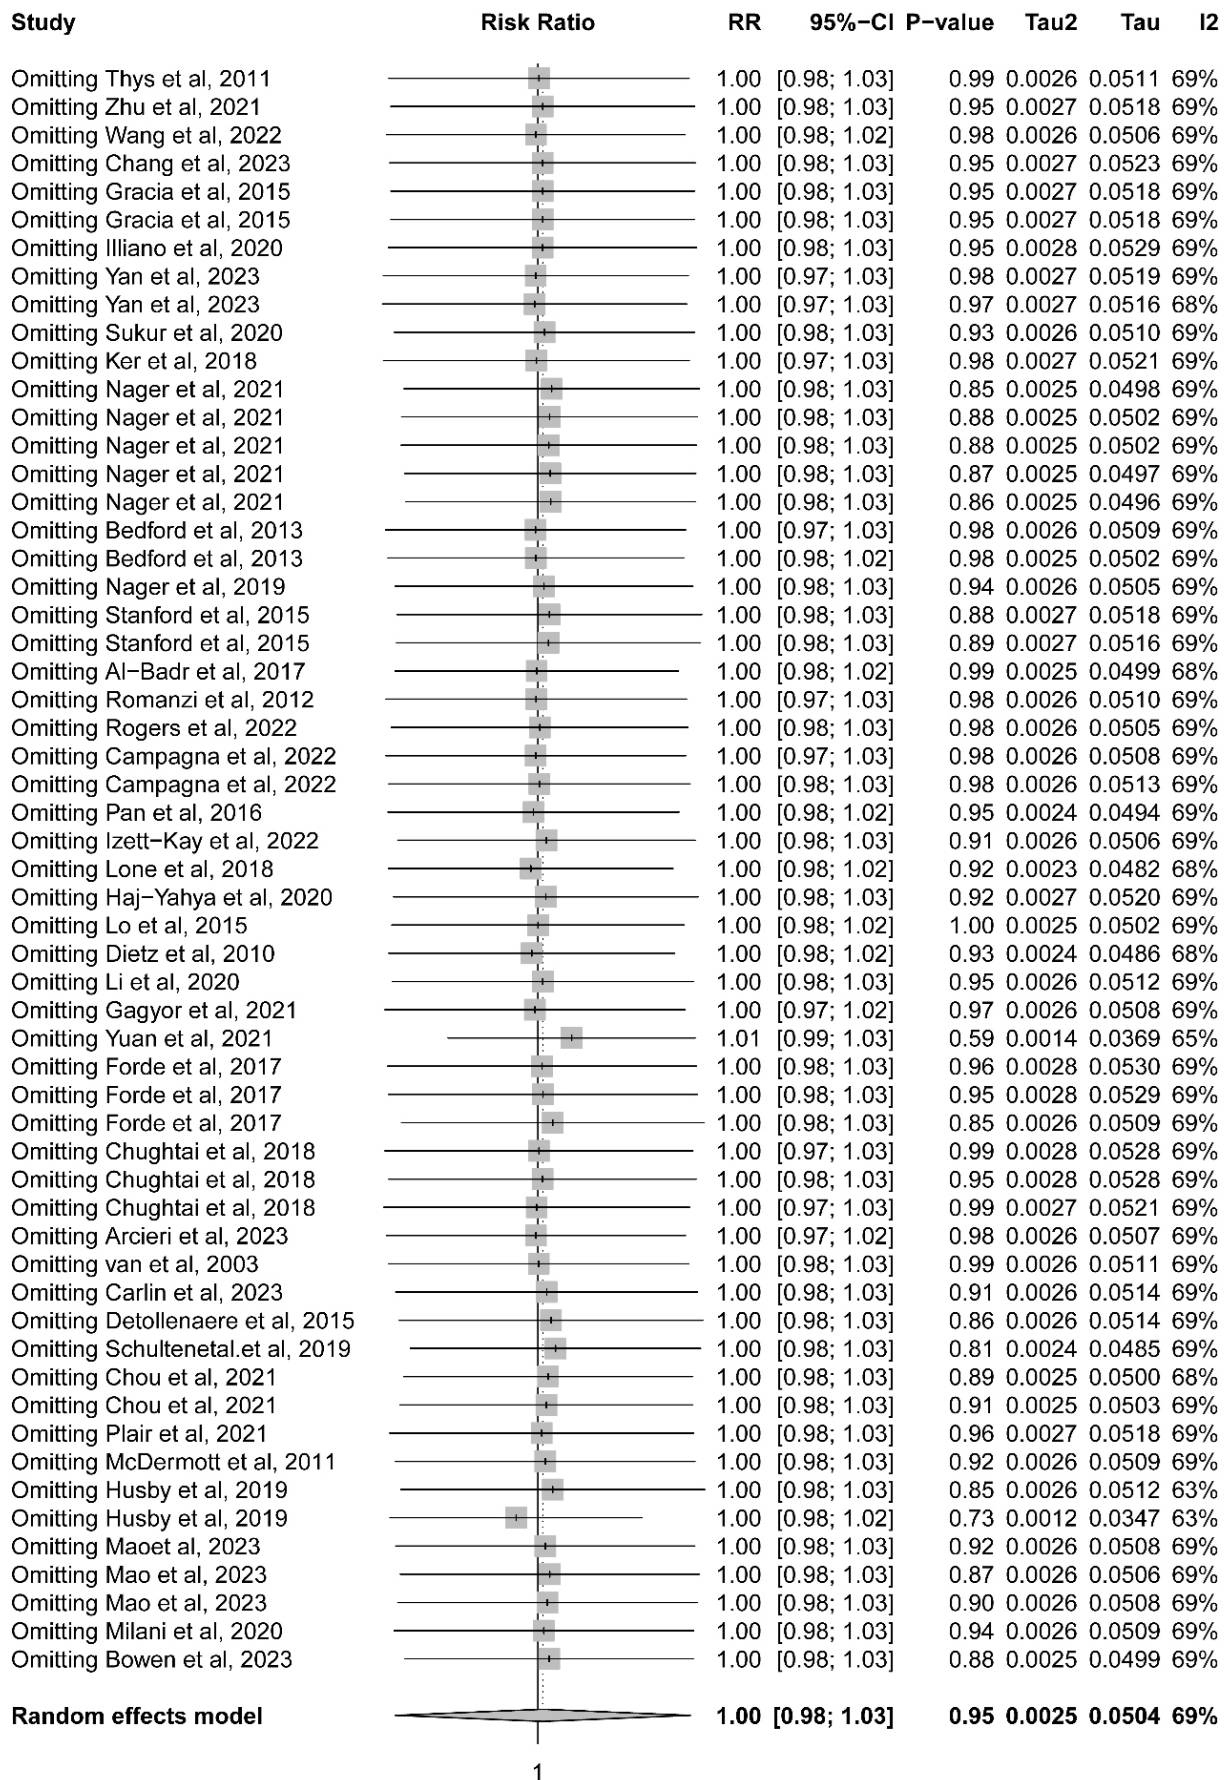 Study Risk Ratio RR 95%−CI P−value Tau2 Tau I2
Omitting Thys et al, 2011 1.00 [0.98; 1.03] 0.99 0.0026 0.0511 69%
Omitting Zhu et al, 2021 1.00 [0.98; 1.03] 0.95 0.0027 0.0518 69%
Omitting Wang et al, 2022 1.00 [0.98; 1.02] 0.98 0.0026 0.0506 69%
Omitting Chang et al, 2023 1.00 [0.98; 1.03] 0.95 0.0027 0.0523 69%
Omitting Gracia et al, 2015 1.00 [0.98; 1.03] 0.95 0.0027 0.0518 69%
Omitting Gracia et al, 2015 1.00 [0.98; 1.03] 0.95 0.0027 0.0518 69%
Omitting Illiano et al, 2020 1.00 [0.98; 1.03] 0.95 0.0028 0.0529 69%
Omitting Yan et al, 2023 1.00 [0.97; 1.03] 0.98 0.0027 0.0519 69%
Omitting Yan et al, 2023 1.00 [0.97; 1.03] 0.97 0.0027 0.0516 68%
Omitting Sukur et al, 2020 1.00 [0.98; 1.03] 0.93 0.0026 0.0510 69%
Omitting Ker et al, 2018 1.00 [0.97; 1.03] 0.98 0.0027 0.0521 69%
Omitting Nager et al, 2021 1.00 [0.98; 1.03] 0.85 0.0025 0.0498 69%
Omitting Nager et al, 2021 1.00 [0.98; 1.03] 0.88 0.0025 0.0502 69%
Omitting Nager et al, 2021 1.00 [0.98; 1.03] 0.88 0.0025 0.0502 69%
Omitting Nager et al, 2021 1.00 [0.98; 1.03] 0.87 0.0025 0.0497 69%
Omitting Nager et al, 2021 1.00 [0.98; 1.03] 0.86 0.0025 0.0496 69%
Omitting Bedford et al, 2013 1.00 [0.97; 1.03] 0.98 0.0026 0.0509 69%
Omitting Bedford et al, 2013 1.00 [0.98; 1.02] 0.98 0.0025 0.0502 69%
Omitting Nager et al, 2019 1.00 [0.98; 1.03] 0.94 0.0026 0.0505 69%
Omitting Stanford et al, 2015 1.00 [0.98; 1.03] 0.88 0.0027 0.0518 69%
Omitting Stanford et al, 2015 1.00 [0.98; 1.03] 0.89 0.0027 0.0516 69%
Omitting Al−Badr et al, 2017 1.00 [0.98; 1.02] 0.99 0.0025 0.0499 68%
Omitting Romanzi et al, 2012 1.00 [0.97; 1.03] 0.98 0.0026 0.0510 69%
Omitting Rogers et al, 2022 1.00 [0.98; 1.03] 0.98 0.0026 0.0505 69%
Omitting Campagna et al, 2022 1.00 [0.97; 1.03] 0.98 0.0026 0.0508 69%
Omitting Campagna et al, 2022 1.00 [0.98; 1.03] 0.98 0.0026 0.0513 69%
Omitting Pan et al, 2016 1.00 [0.98; 1.02] 0.95 0.0024 0.0494 69%
Omitting Izett−Kay et al, 2022 1.00 [0.98; 1.03] 0.91 0.0026 0.0506 69%
Omitting Lone et al, 2018 1.00 [0.98; 1.02] 0.92 0.0023 0.0482 68%
Omitting Haj−Yahya et al, 2020 1.00 [0.98; 1.03] 0.92 0.0027 0.0520 69%
Omitting Lo et al, 2015 1.00 [0.98; 1.02] 1.00 0.0025 0.0502 69%
Omitting Dietz et al, 2010 1.00 [0.98; 1.02] 0.93 0.0024 0.0486 68%
Omitting Li et al, 2020 1.00 [0.98; 1.03] 0.95 0.0026 0.0512 69%
Omitting Gagyor et al, 2021 1.00 [0.97; 1.02] 0.97 0.0026 0.0508 69%
Omitting Yuan et al, 2021 1.01 [0.99; 1.03] 0.59 0.0014 0.0369 65%
Omitting Forde et al, 2017 1.00 [0.98; 1.03] 0.96 0.0028 0.0530 69%
Omitting Forde et al, 2017 1.00 [0.98; 1.03] 0.95 0.0028 0.0529 69%
Omitting Forde et al, 2017 1.00 [0.98; 1.03] 0.85 0.0026 0.0509 69%
Omitting Chughtai et al, 2018 1.00 [0.97; 1.03] 0.99 0.0028 0.0528 69%
Omitting Chughtai et al, 2018 1.00 [0.98; 1.03] 0.95 0.0028 0.0528 69%
Omitting Chughtai et al, 2018 1.00 [0.97; 1.03] 0.99 0.0027 0.0521 69%
Omitting Arcieri et al, 2023 1.00 [0.97; 1.02] 0.98 0.0026 0.0507 69%
Omitting van et al, 2003 1.00 [0.98; 1.03] 0.99 0.0026 0.0511 69%
Omitting Carlin et al, 2023 1.00 [0.98; 1.03] 0.91 0.0026 0.0514 69%
Omitting Detollenaere et al, 2015 1.00 [0.98; 1.03] 0.86 0.0026 0.0514 69%
Omitting Schultenetal.et al, 2019 1.00 [0.98; 1.03] 0.81 0.0024 0.0485 69%
Omitting Chou et al, 2021 1.00 [0.98; 1.03] 0.89 0.0025 0.0500 68%
Omitting Chou et al, 2021 1.00 [0.98; 1.03] 0.91 0.0025 0.0503 69%
Omitting Plair et al, 2021 1.00 [0.98; 1.03] 0.96 0.0027 0.0518 69%
Omitting McDermott et al, 2011 1.00 [0.98; 1.03] 0.92 0.0026 0.0509 69%
Omitting Husby et al, 2019 1.00 [0.98; 1.03] 0.85 0.0026 0.0512 63%
Omitting Husby et al, 2019 1.00 [0.98; 1.02] 0.73 0.0012 0.0347 63%
Omitting Maoet al, 2023 1.00 [0.98; 1.03] 0.92 0.0026 0.0508 69%
Omitting Mao et al, 2023 1.00 [0.98; 1.03] 0.87 0.0026 0.0506 69%
Omitting Mao et al, 2023 1.00 [0.98; 1.03] 0.90 0.0026 0.0508 69%
Omitting Milani et al, 2020 1.00 [0.98; 1.03] 0.94 0.0026 0.0509 69%
Omitting Bowen et al, 2023 1.00 [0.98; 1.03] 0.88 0.0025 0.0499 69%
Random effects model 1.00 [0.98; 1.03] 0.95 0.0025 0.0504 69%
1